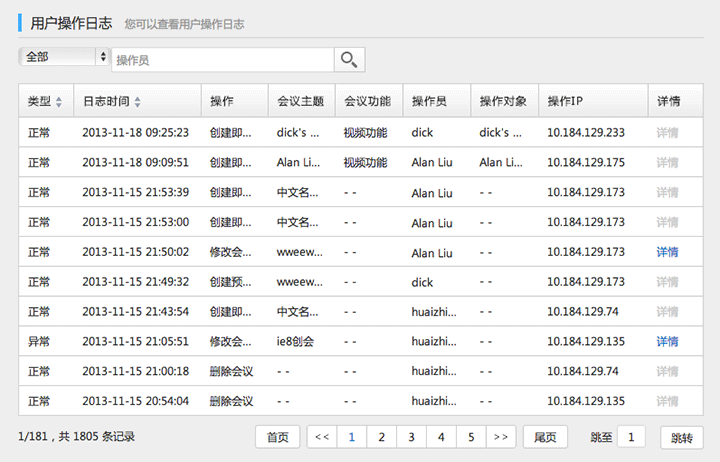 用户操作日志 您可以查看用户操作日志
全部 操作员
类型 日志时间 操作 会议主题 会议功能 操作员 操作对象 操作IP 详情
正常 2013-11-18 09:25:23 创建即... dick's ... 视频功能 dick dick's ... 10.184.129.233 详情
正常 2013-11-18 09:09:51 创建即... Alan Li... 视频功能 Alan Liu Alan Li... 10.184.129.175 详情
正常 2013-11-15 21:53:39 创建即... 中文名... - - Alan Liu - - 10.184.129.173 详情
正常 2013-11-15 21:53:00 创建即... 中文名... - - Alan Liu - - 10.184.129.173 详情
正常 2013-11-15 21:50:02 修改会... wweew... - - Alan Liu - - 10.184.129.173 详情
正常 2013-11-15 21:49:32 创建预... wweew... - - dick - - 10.184.129.173 详情
正常 2013-11-15 21:43:54 创建即... 中文名... - - huaizhi... - - 10.184.129.74 详情
异常 2013-11-15 21:05:51 修改会... ie8创会 - - huaizhi... - - 10.184.129.135 详情
正常 2013-11-15 21:00:18 删除会议 - - - - huaizhi... - - 10.184.129.74 详情
正常 2013-11-15 20:54:04 删除会议 - - - - huaizhi... - - 10.184.129.135 详情
1/181，共 1805 条记录 首页 << 1 2 3 4 5 >> 尾页 跳至 1 跳转